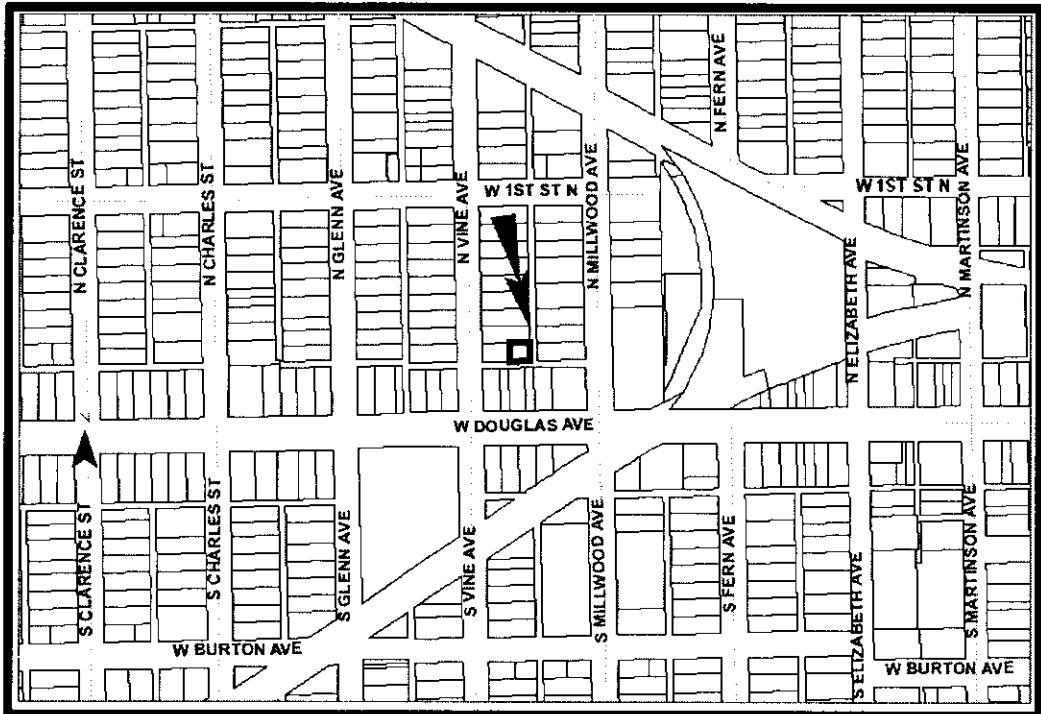 N FERN AVE
N CLARENCE ST
N CHARLES ST
N GLENN AVE
N VINE AVE
W 1ST ST N
N MILLWOOD AVE
W 1ST ST N
N MARTINSON AVE
N ELIZABETH AVE
W DOUGLAS AVE
S CLARENCE ST
S CHARLES ST
S GLENN AVE
S VINE AVE
S MILLWOOD AVE
S FERN AVE
S ELIZABETH AVE
S MARTINSON AVE
W BURTON AVE
W BURTON AVE